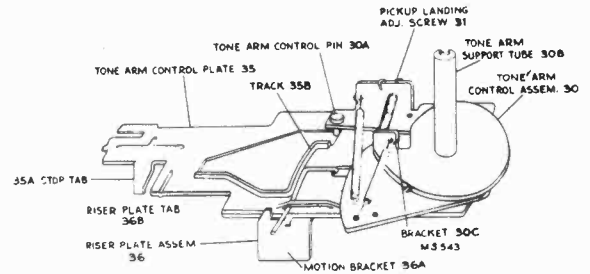 PICKUP LANDING
ADJ. SCREW 31
TONE ARM CONTROL PIN 30A
TONE ARM
SUPPORT TUBE 30B
TONE ARM CONTROL PLATE 35
TONE ARM
CONTROL ASSEM. 30
TRACK 35B
35A STOP TAB
RISER PLATE TAB
36B
BRACKET 30C
MS543
RISER PLATE ASSEM
36
MOTION BRACKET 36A